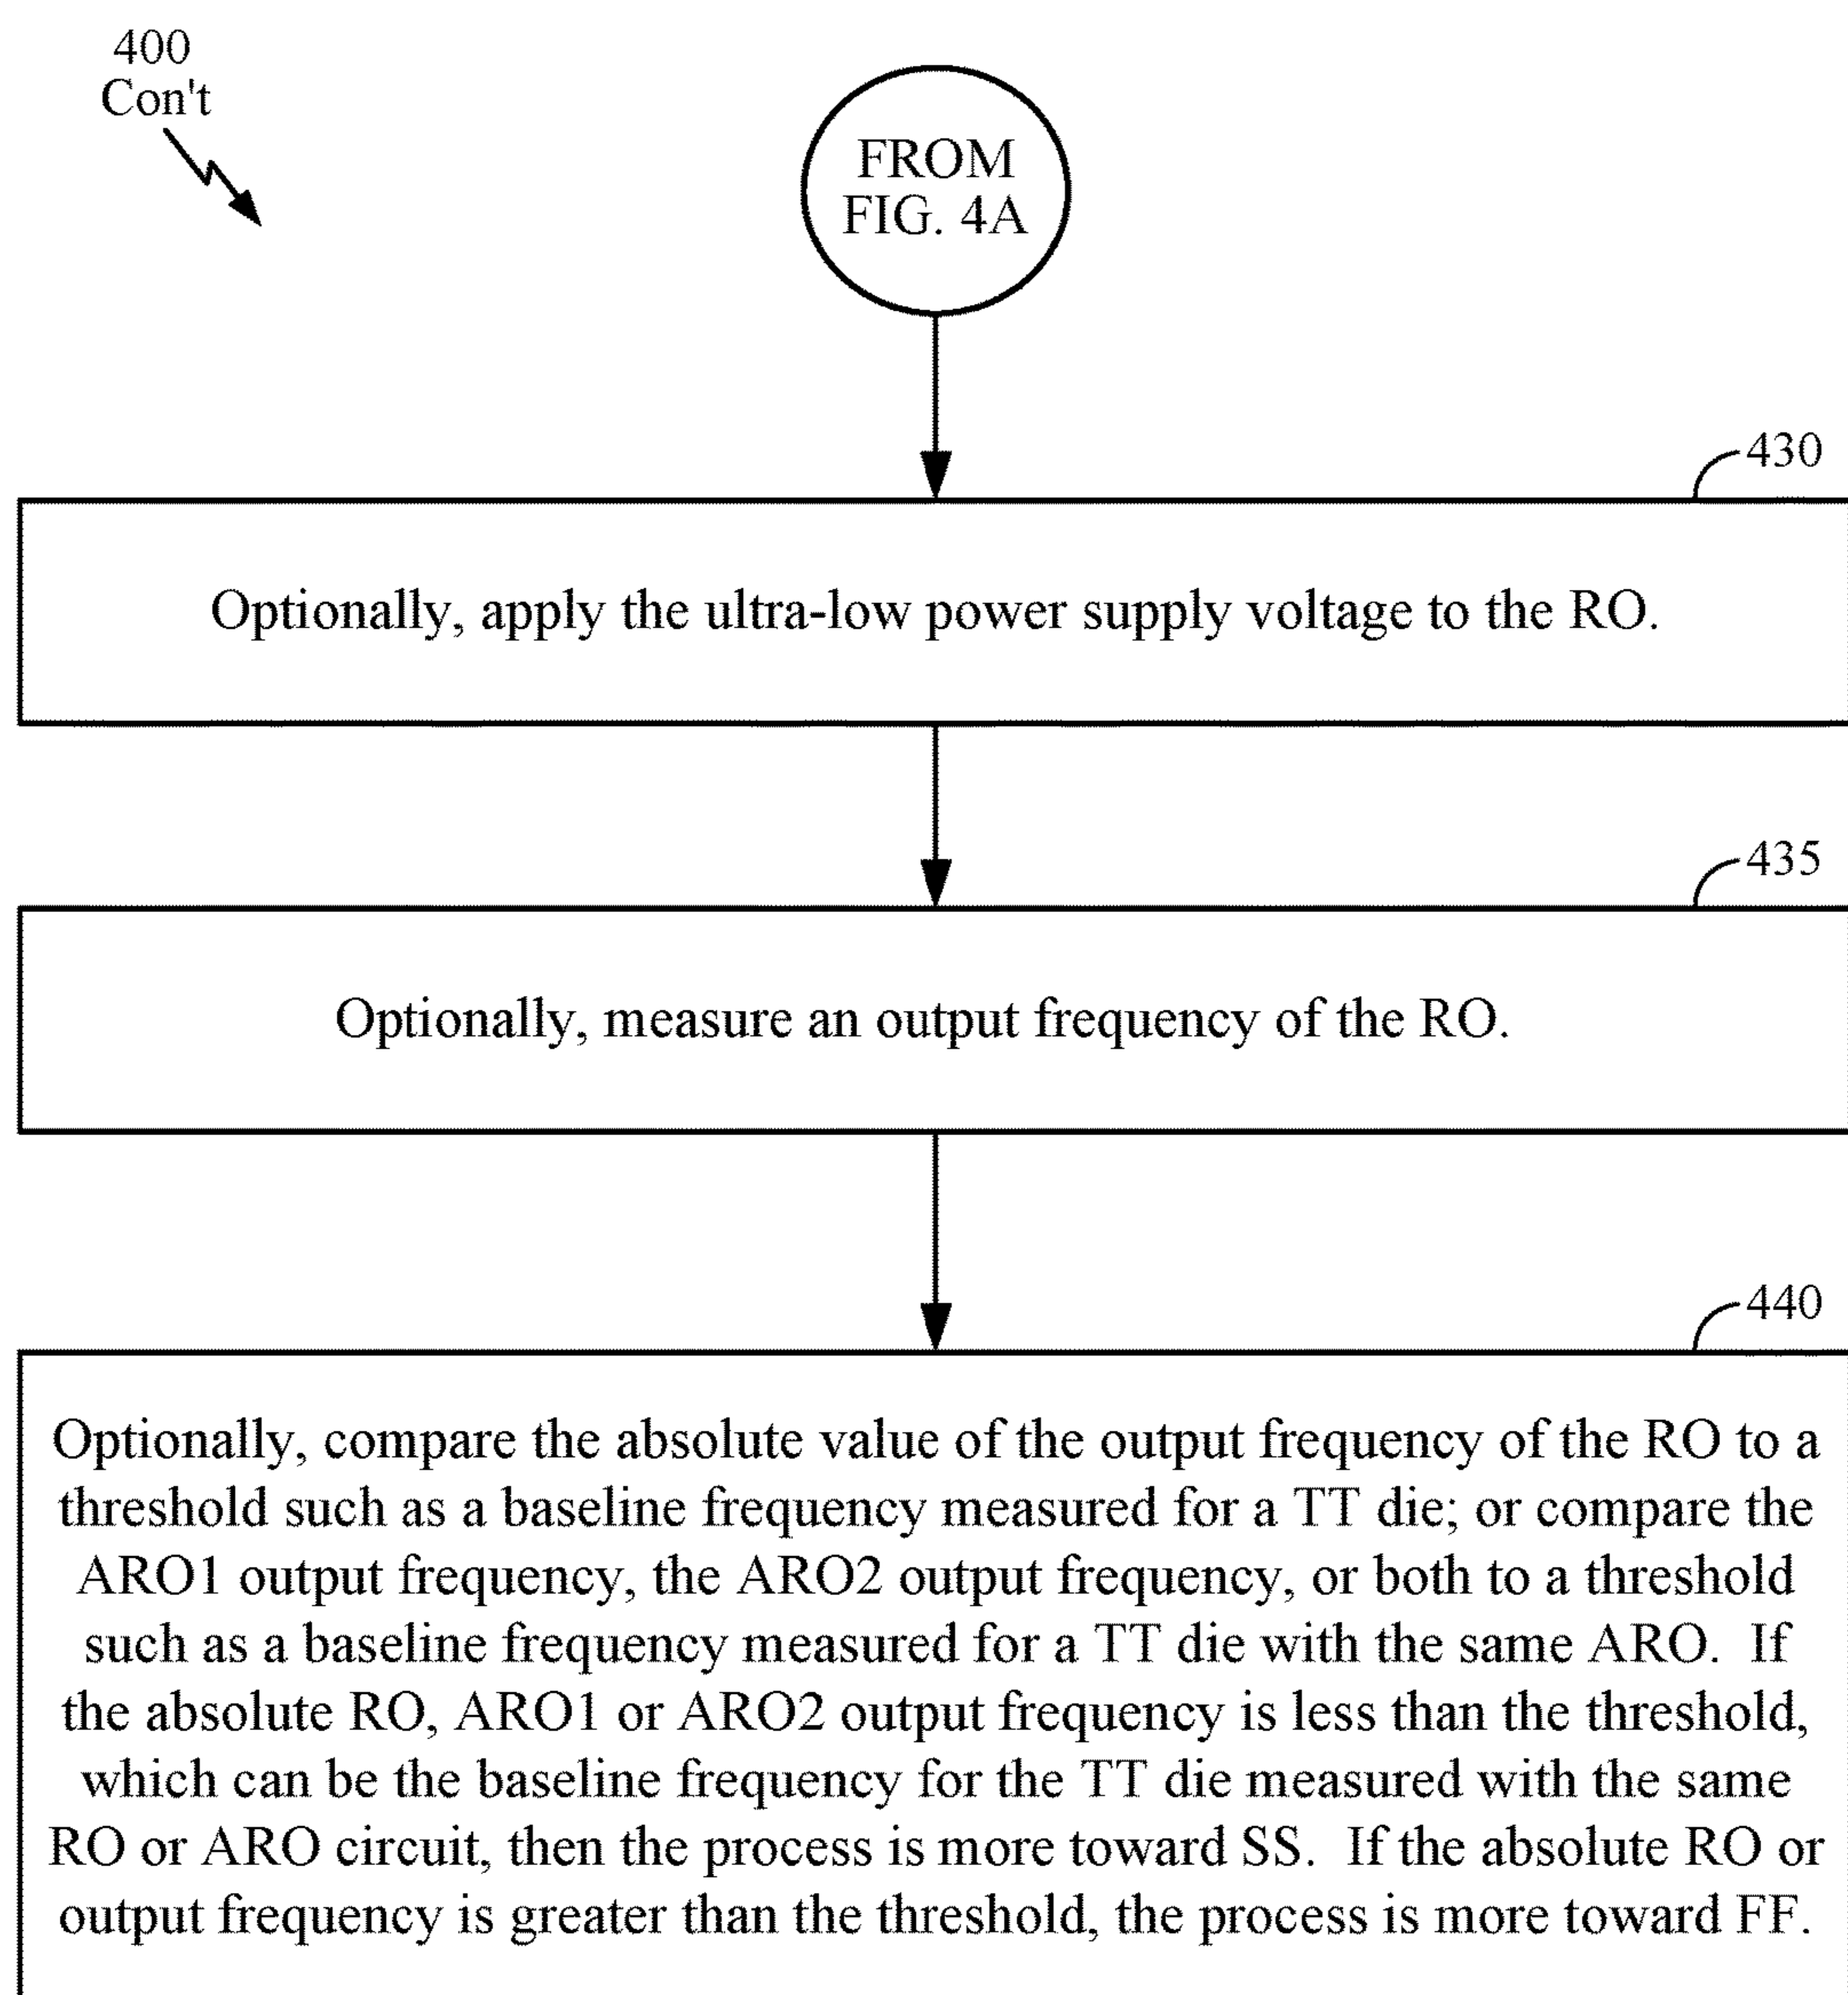 400
Con't
FROM
FIG. 4A
430
Optionally, apply the ultra-low power supply voltage to the RO.
435
Optionally, measure an output frequency of the RO.
440
Optionally, compare the absolute value of the output frequency of the RO to a
threshold such as a baseline frequency measured for a TT die; or compare the
ARO1 output frequency, the ARO2 output frequency, or both to a threshold
such as a baseline frequency measured for a TT die with the same ARO.  If
the absolute RO, ARO1 or ARO2 output frequency is less than the threshold,
which can be the baseline frequency for the TT die measured with the same
RO or ARO circuit, then the process is more toward SS.  If the absolute RO or
output frequency is greater than the threshold, the process is more toward FF.